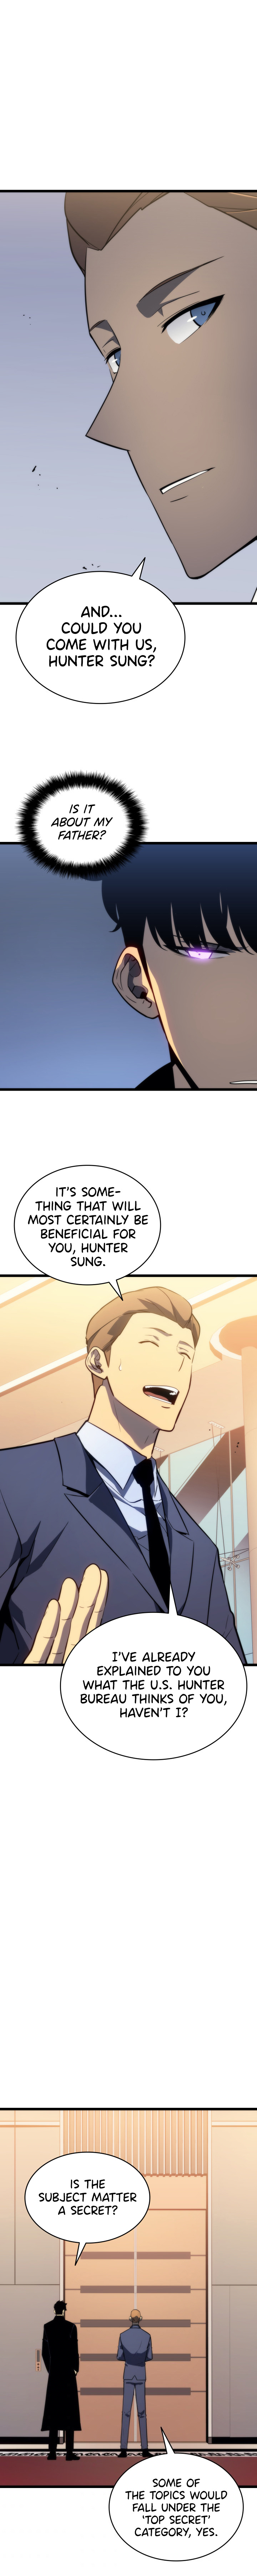 AND...
COULD YOU
COME WITH US,
HUNTER SUNG?
IS IT
ABOUT MY
FATHER?
IT'S SOME-
THING THAT WILL
MOST CERTAINLY BE
BENEFICIAL FOR
YOU, HUNTER
SUNG.
I'VE ALREADY
EXPLAINED TO YOU
WHAT THE U.S. HUNTER
BUREAU THINKS OF YOU,
HAVEN'T I?
IS THE
SUBJECT MATTER
A SECRET?
SOME OF
THE TOPICS WOULD
FALL UNDER THE
'TOP SECRET'
CATEGORY, YES.